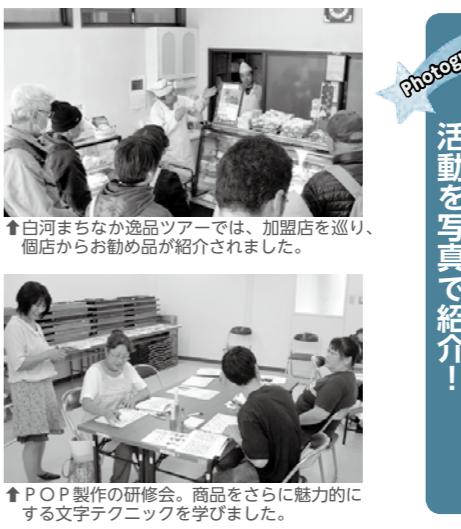 活動を写真で紹介！
⬆白河まちなか逸品ツアーでは、加盟店を巡り、
個店からお勧め品が紹介されました。
⬆ＰＯＰ製作の研修会。商品をさらに魅力的に
する文字テクニックを学びました。